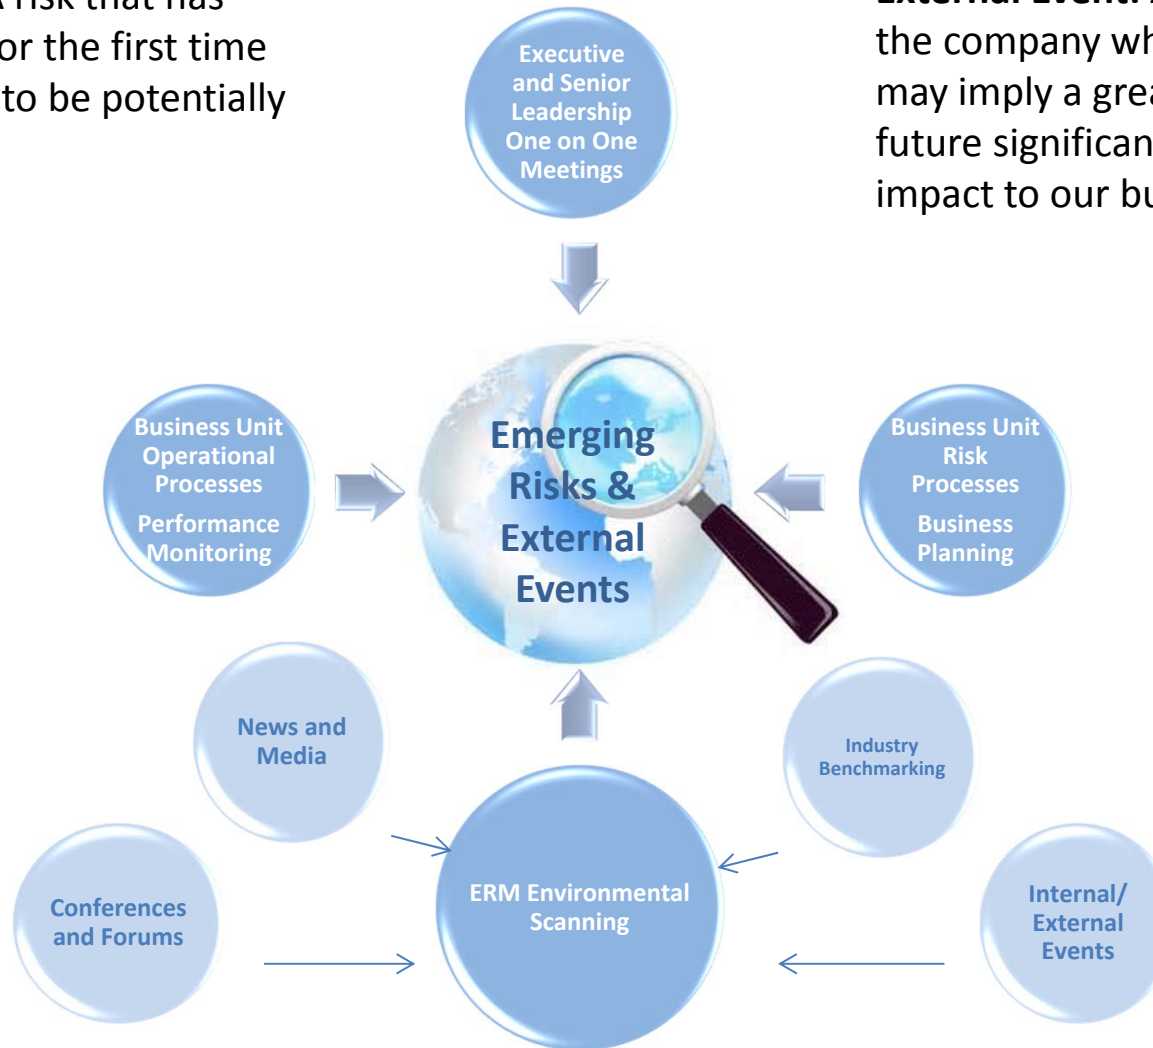 A risk that has
or the first time
to be potentially
External Event:
the company wh
may imply a grea
future significan
impact to our bu
Executive
and Senior
Leadership
One on One
Meetings
Business Unit
Operational
Processes
Performance
Monitoring
Emerging
Risks &
External
Events
Business Unit
Risk
Processes
Business
Planning
News and
Media
Industry
Benchmarking
Conferences
and Forums
ERM Environmental
Scanning
Internal/
External
Events